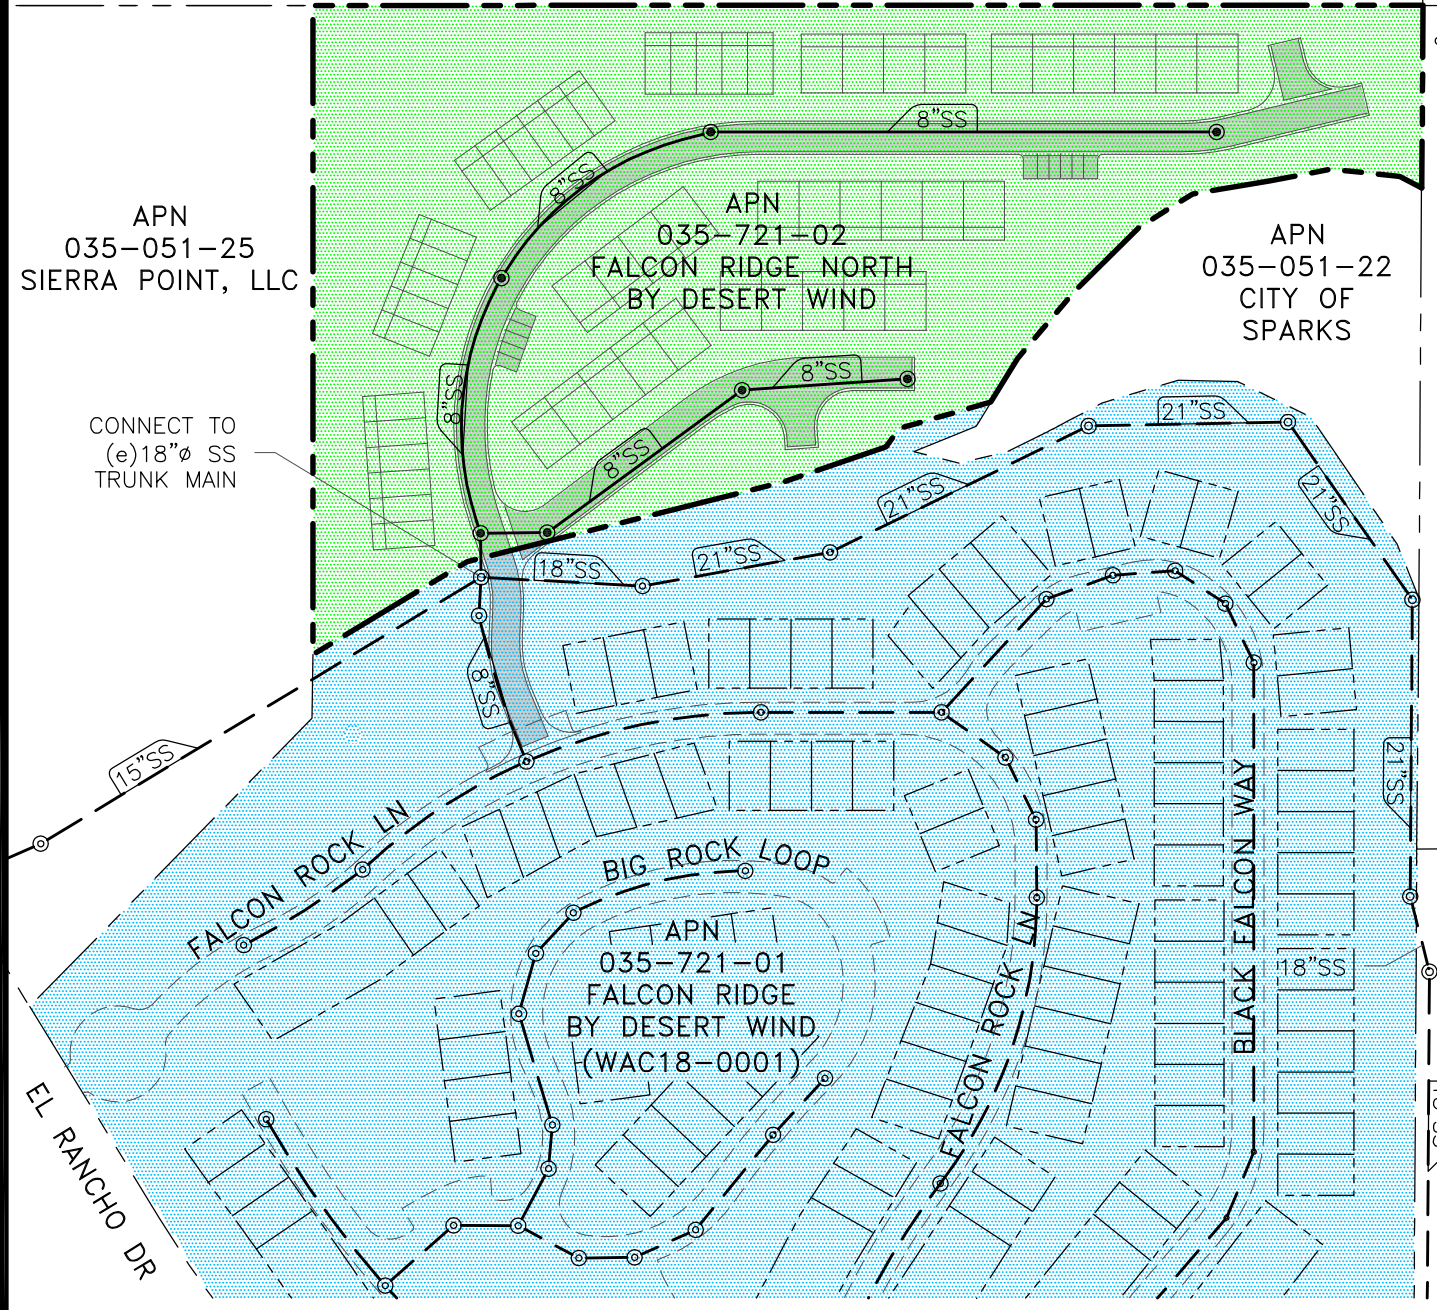 8"SS
8"SS
APN
035-051-25
SIERRA POINT, LLC
APN
035-721-02
FALCON RIDGE NORTH
BY DESERT WIND
APN
035-051-22
CITY OF
SPARKS
8"SS
8"SS
8"SS
CONNECT TO
(e)18"ø SS
TRUNK MAIN
21"SS
21"SS
21"SS
21"SS
18"SS
8"SS
15"SS
21"SS
FALCON ROCK LN
BIG ROCK LOOP
BLACK FALCON WAY
APN
035-721-01
FALCON RIDGE
BY DESERT WIND
(WAC18-0001)
FALCON ROCK LN
18"SS
EL RANCHO DR